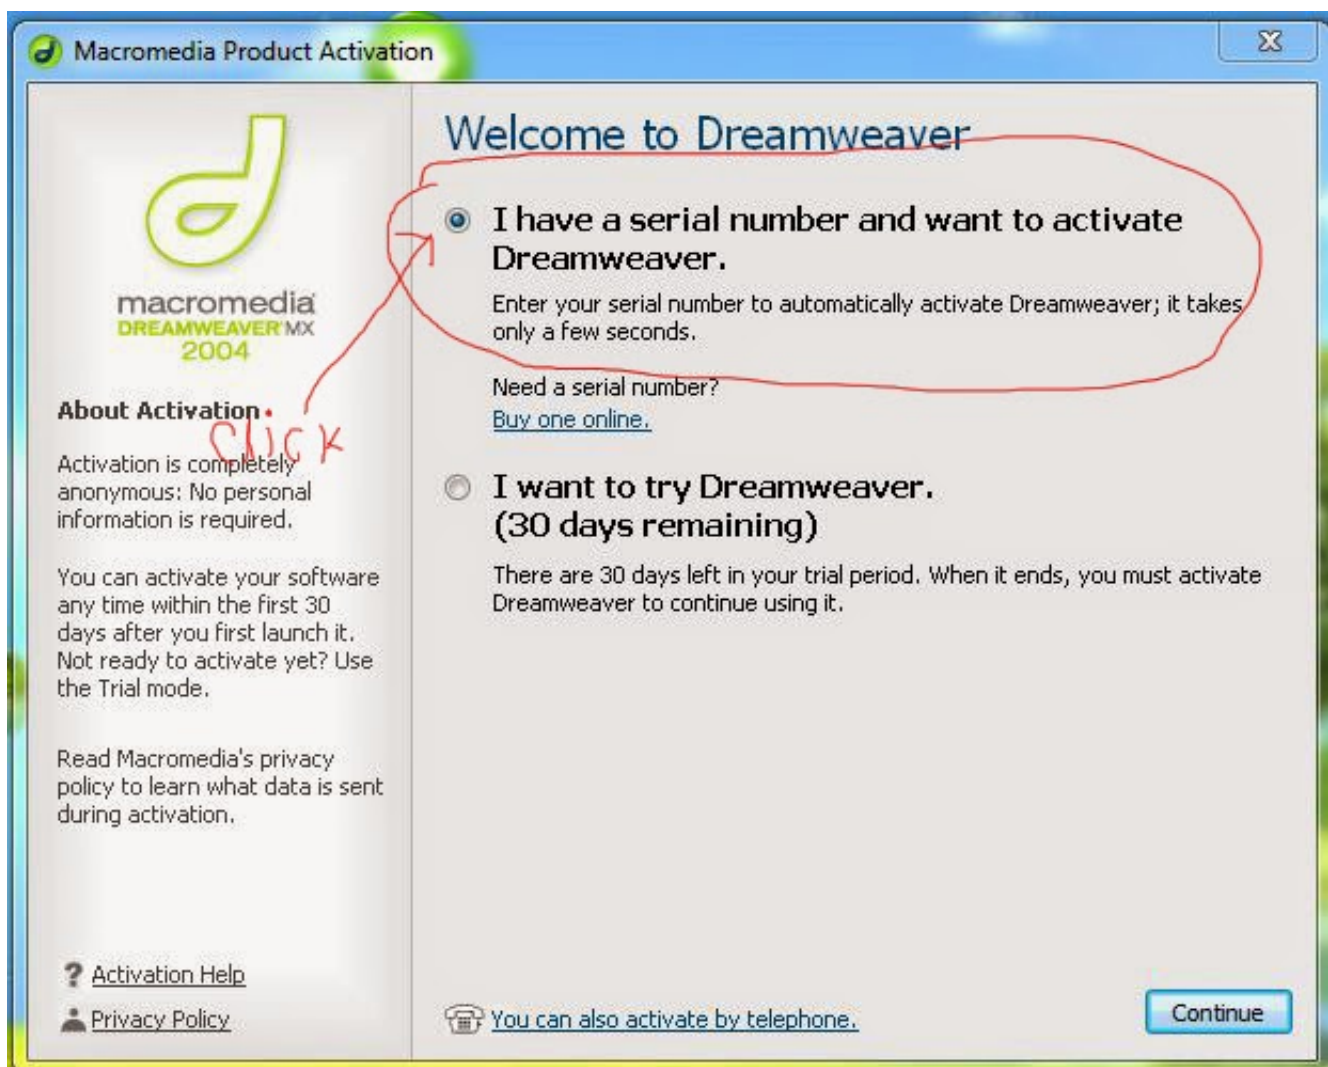 Macromedia Product Activation
macromedia
DREAMWEAVER MX
2004
About Activation
Click
Activation is completely
anonymous: No personal
information is required.
You can activate your software
any time within the first 30
days after you first launch it.
Not ready to activate yet? Use
the Trial mode.
Read Macromedia's privacy
policy to learn what data is sent
during activation.
? Activation Help
Privacy Policy
Welcome to Dreamweaver
I have a serial number and want to activate
Dreamweaver.
Enter your serial number to automatically activate Dreamweaver; it takes
only a few seconds.
Need a serial number?
Buy one online.
I want to try Dreamweaver.
(30 days remaining)
There are 30 days left in your trial period. When it ends, you must activate
Dreamweaver to continue using it.
You can also activate by telephone.
Continue